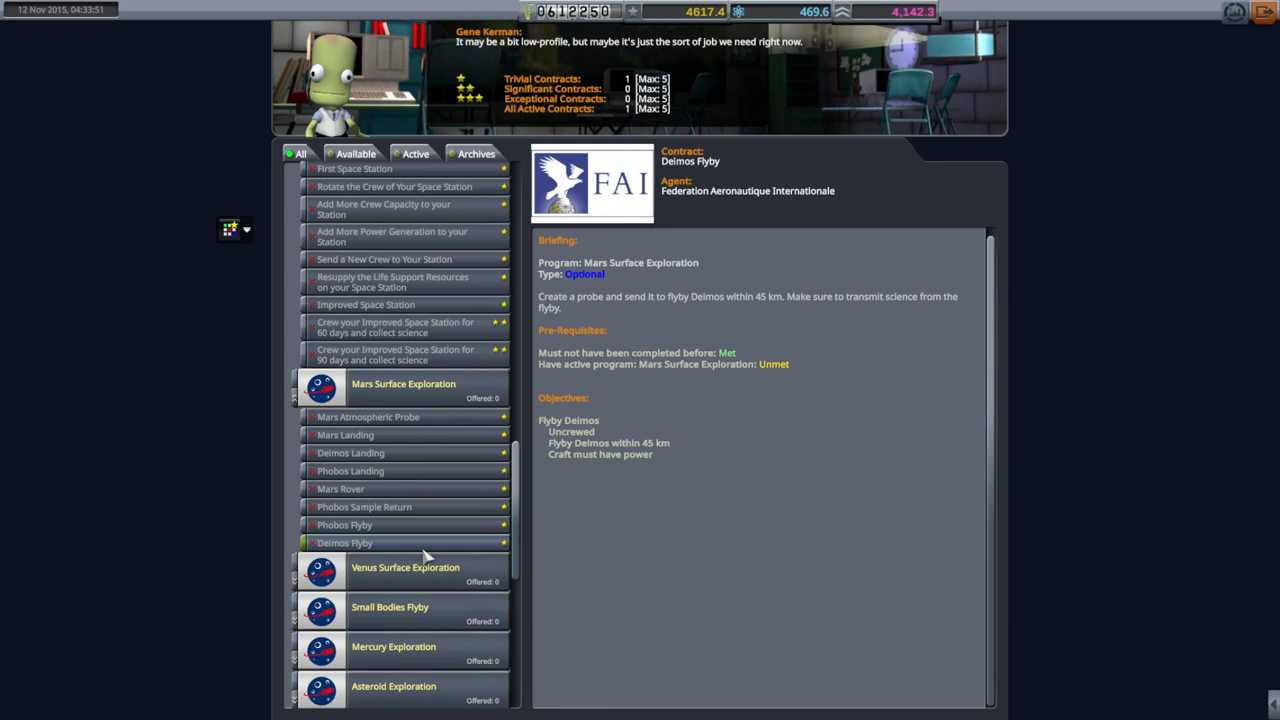 12 Nov 2015, 04:33:51
0612250
4617.4
469.6
4,142.3
Gene Kerman:
It may be a bit low-profile, but maybe it's just the sort of job we need right now.
Trivial Contracts: 1 [Max: 5]
Significant Contracts: 0 [Max: 5]
Exceptional Contracts: 0 [Max: 5]
All Active Contracts: 1 [Max: 5]
All
Available
Active
Archives
First Space Station
Rotate the Crew of Your Space Station
Add More Crew Capacity to your
Station
Add More Power Generation to your
Station
Send a New Crew to Your Station
Resupply the Life Support Resources
on your Space Station
Improved Space Station
Crew your Improved Space Station for
60 days and collect science
Crew your Improved Space Station for
90 days and collect science
Mars Surface Exploration
Offered: 0
Mars Atmospheric Probe
Mars Landing
Deimos Landing
Phobos Landing
Mars Rover
Phobos Sample Return
Phobos Flyby
Deimos Flyby
Venus Surface Exploration
Offered: 0
Small Bodies Flyby
Offered: 0
Mercury Exploration
Offered: 0
Asteroid Exploration
Offered: 0
FAI
Contract:
Deimos Flyby
Agent:
Federation Aeronautique Internationale
Briefing:
Program: Mars Surface Exploration
Type: Optional
Create a probe and send it to flyby Deimos within 45 km. Make sure to transmit science from the
flyby.
Pre-Requisites:
Must not have been completed before: Met
Have active program: Mars Surface Exploration: Unmet
Objectives:
Flyby Deimos
Uncrewed
Flyby Deimos within 45 km
Craft must have power